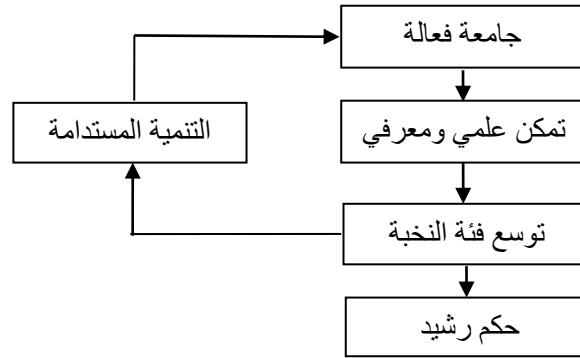 جامعة فعالة
تمكن علمي ومعرفي
التنمية المستدامة
توسع فئة النخبة
حكم رشيد